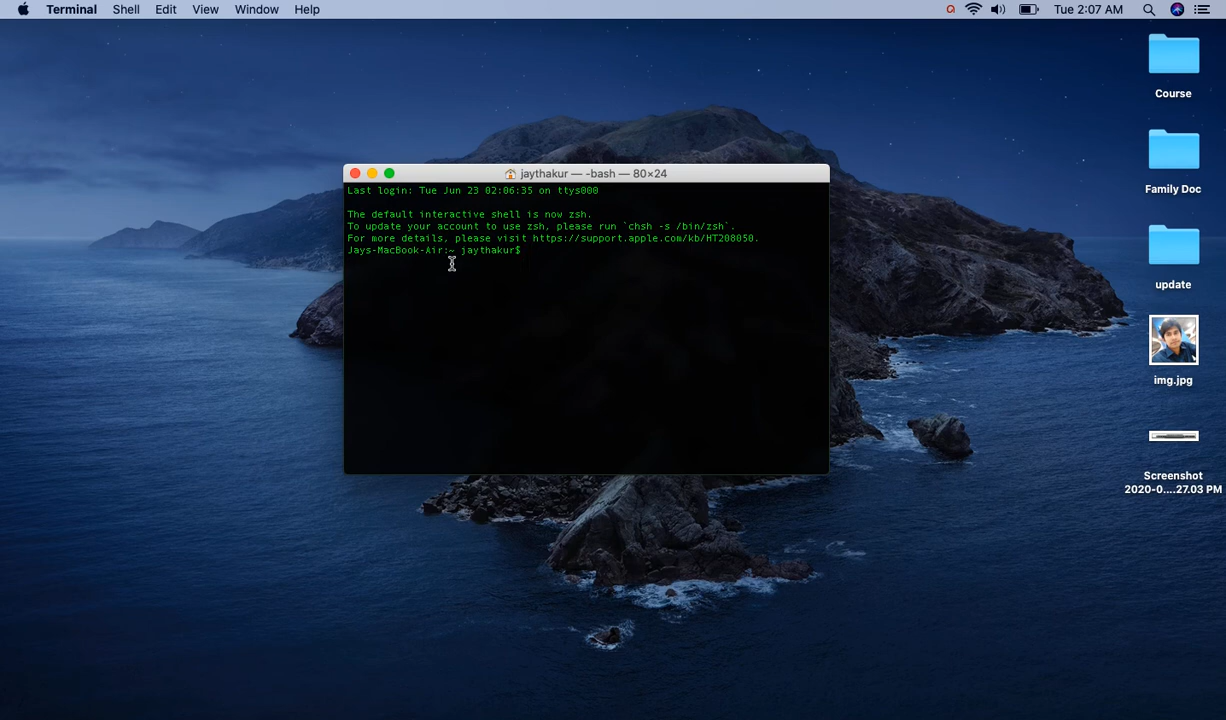 Terminal Shell Edit View Window Help Tue 2:07 AM
Course
Family Doc
jaythakur — -bash — 80×24
Last login: Tue Jun 23 02:06:35 on ttys000
The default interactive shell is now zsh.
To update your account to use zsh, please run `chsh -s /bin/zsh`.
For more details, please visit https://support.apple.com/kb/HT208050.
Jays-MacBook-Air:~ jaythakur$
update
img.jpg
Screenshot
2020-0....27.03 PM